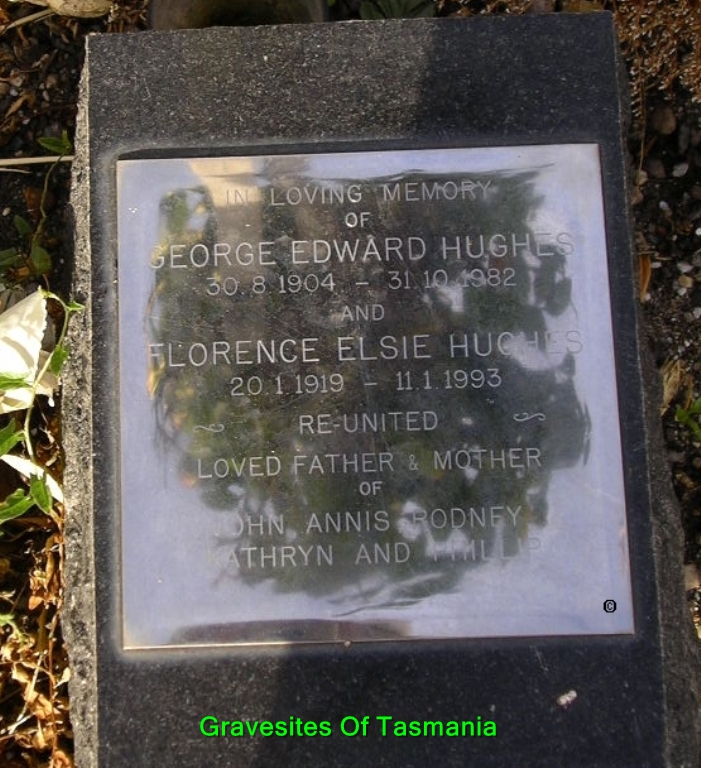 IN LOVING MEMORY
OF
GEORGE EDWARD HUGHES
30.8.1904 – 31.10.1982
AND
FLORENCE ELSIE HUGHES
20.1.1919 – 11.1.1993
RE-UNITED
LOVED FATHER & MOTHER
OF
JOHN ANNIS RODNEY
KATHRYN AND PHILLIP
©
Gravesites Of Tasmania